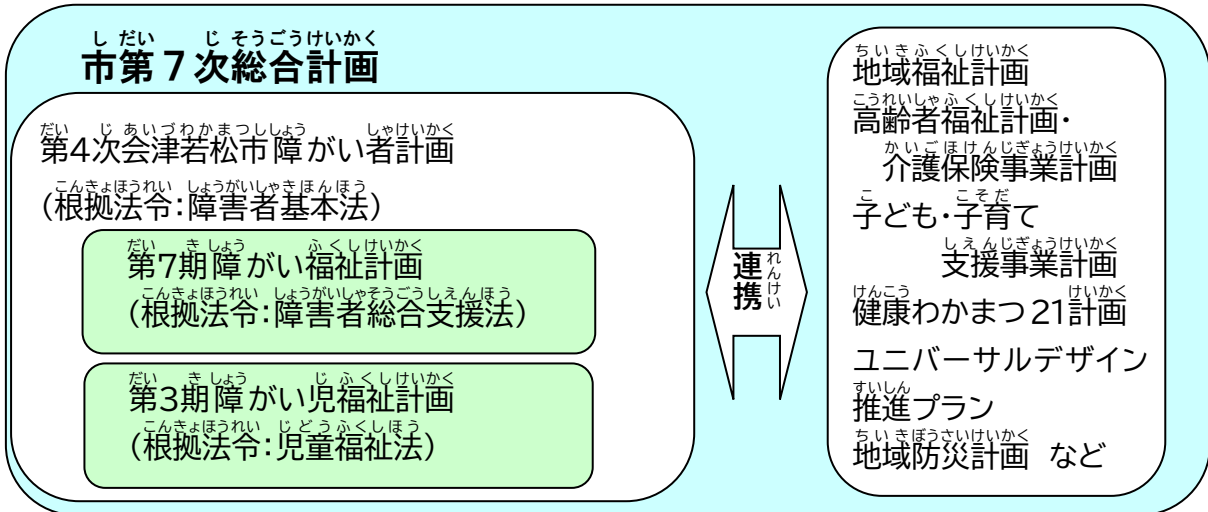 し だい じ そうごうけいかく
市第7次総合計画
だい じ あいづわかまつししょう しゃけいかく
第4次会津若松市障がい者計画
こんきょほうれい しょうがいしゃきほんほう
(根拠法令:障害者基本法)
だい き しょう ふくしけいかく
第7期障がい福祉計画
こんきょほうれい しょうがいしゃそうごうしえんほう
(根拠法令:障害者総合支援法)
だい き しょう じ ふくしけいかく
第3期障がい児福祉計画
こんきょほうれい じどうふくしほう
(根拠法令:児童福祉法)
れんけい
連携
ちいきふくしけいかく
地域福祉計画
こうれいしゃふくしけいかく
高齢者福祉計画・
かいごほけんじぎょうけいかく
介護保険事業計画
こ こそだ
子ども・子育て
しえんじぎょうけいかく
支援事業計画
けんこう けいかく
健康わかまつ21計画
ユニバーサルデザイン
すいしん
推進プラン
ちいきぼうさいけいかく
地域防災計画 など